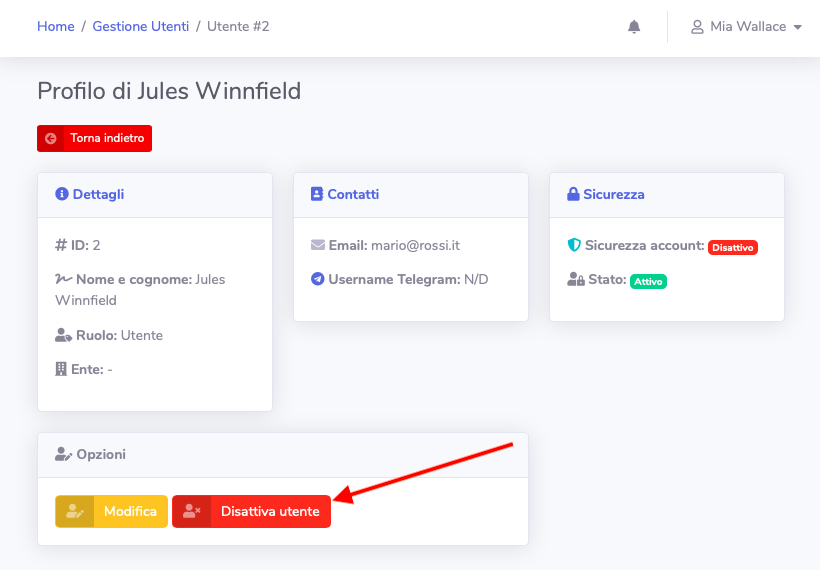 Home / Gestione Utenti / Utente #2
Mia Wallace
Profilo di Jules Winnfield
Torna indietro
Dettagli
ID: 2
Nome e cognome: Jules
Winnfield
Ruolo: Utente
Ente: -
Contatti
Email: mario@rossi.it
Username Telegram: N/D
Sicurezza
Sicurezza account: Disattivo
Stato: Attivo
Opzioni
Modifica
Disattiva utente